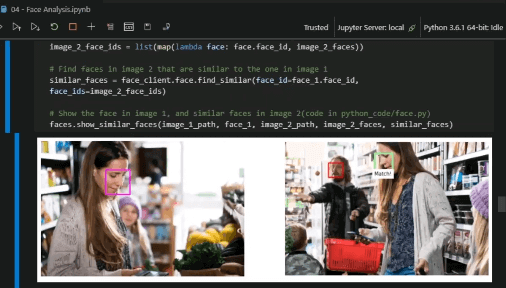 04 - Face Analysis.ipynb
Trusted
Jupyter Server: local
Python 3.6.1 64-bit: Idle
image_2_face_ids = list(map(lambda face: face.face_id, image_2_faces))
# Find faces in image 2 that are similar to the one in image 1
similar_faces = face_client.face.find_similar(face_id=face_1.face_id,
face_ids=image_2_face_ids)
# Show the face in image 1, and similar faces in image 2(code in python_code/face.py)
faces.show_similar_faces(image_1_path, face_1, image_2_path, image_2_faces, similar_faces)
Match!